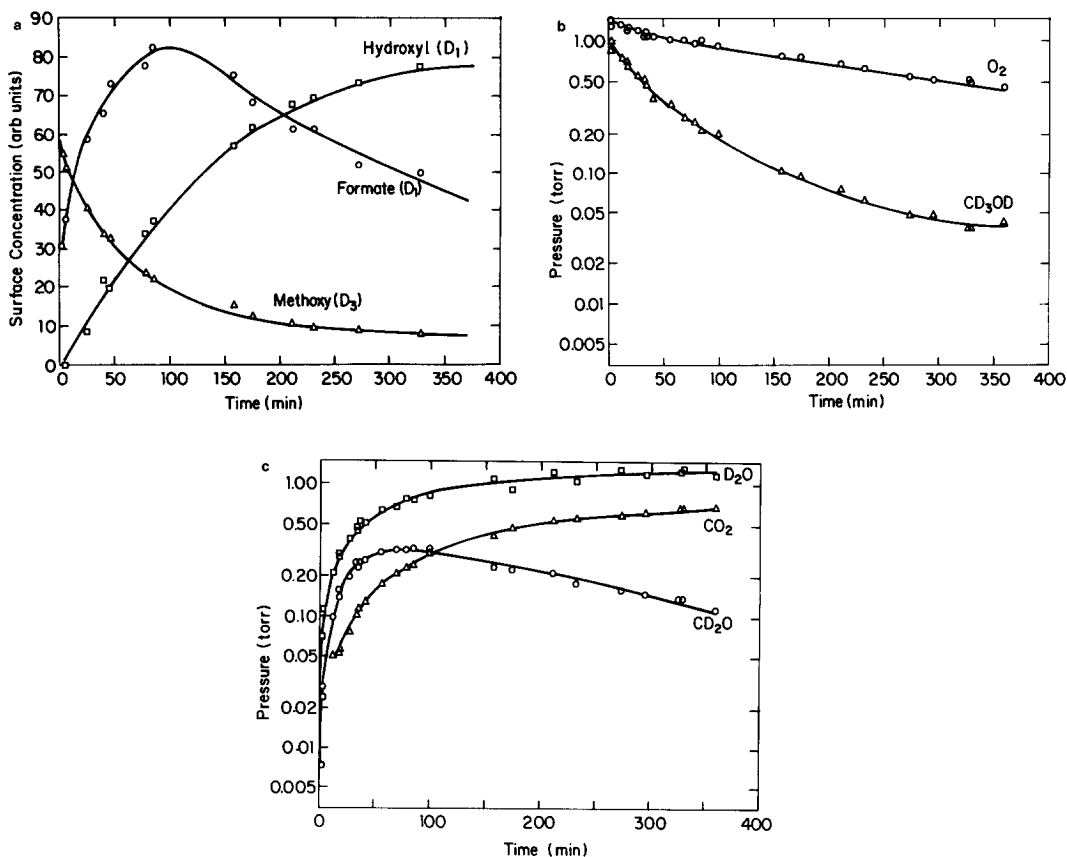 a
90
80
70
60
50
40
30
20
10
0
Surface Concentration (arb units)
Hydroxyl (D₁)
Formate (D₁)
Methoxy (D₃)
0 50 100 150 200 250 300 350 400
Time (min)
b
1.00
0.50
0.20
0.10
0.05
0.02
0.01
0.005
Pressure (torr)
O₂
CD₃OD
0 50 100 150 200 250 300 350 400
Time (min)
c
1.00
0.50
0.20
0.10
0.05
0.02
0.01
0.005
Pressure (torr)
D₂O
CO₂
CD₂O
0 100 200 300 400
Time (min)